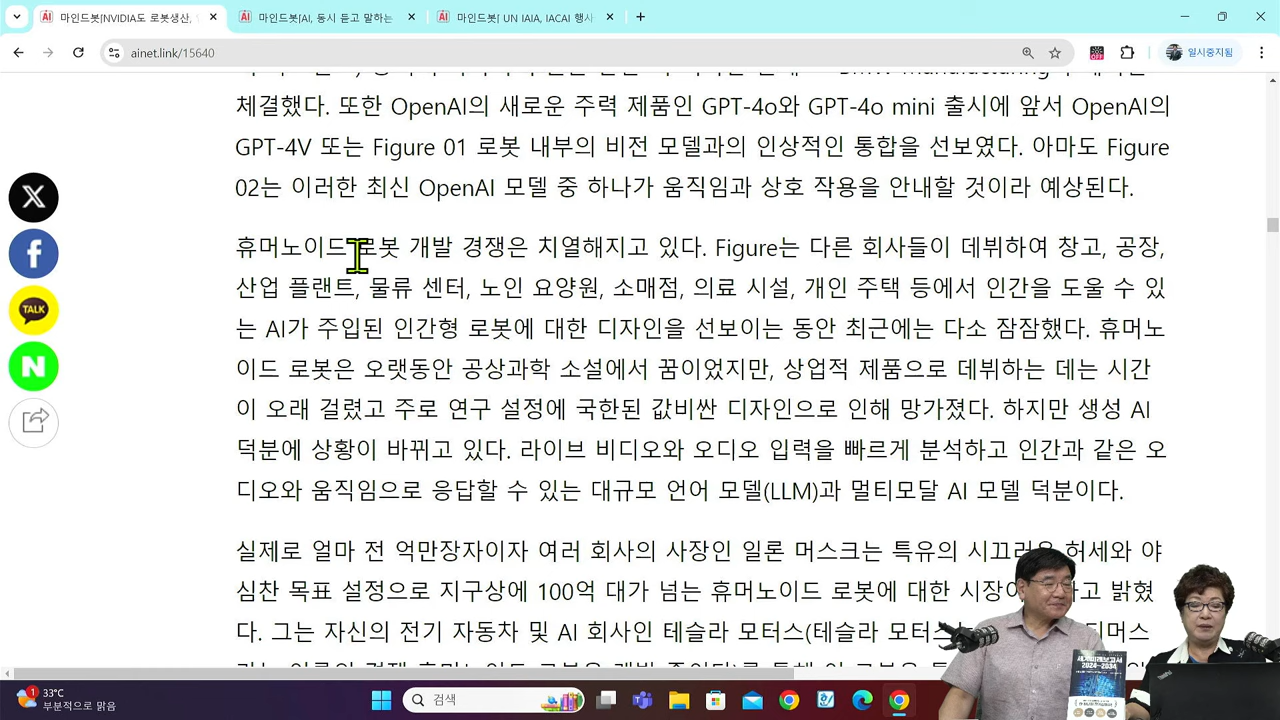 마인드봇[NVIDIA도 로봇생산,
마인드봇[AI, 동시 듣고 말하는
마인드봇[ UN IAIA, IACAI 행사
ainet.link/15640
OFF
일시중지됨
체결했다. 또한 OpenAI의 새로운 주력 제품인 GPT-4o와 GPT-4o mini 출시에 앞서 OpenAI의
GPT-4V 또는 Figure 01 로봇 내부의 비전 모델과의 인상적인 통합을 선보였다. 아마도 Figure
02는 이러한 최신 OpenAI 모델 중 하나가 움직임과 상호 작용을 안내할 것이라 예상된다.
휴머노이드 로봇 개발 경쟁은 치열해지고 있다. Figure는 다른 회사들이 데뷔하여 창고, 공장,
산업 플랜트, 물류 센터, 노인 요양원, 소매점, 의료 시설, 개인 주택 등에서 인간을 도울 수 있
는 AI가 주입된 인간형 로봇에 대한 디자인을 선보이는 동안 최근에는 다소 잠잠했다. 휴머노
이드 로봇은 오랫동안 공상과학 소설에서 꿈이었지만, 상업적 제품으로 데뷔하는 데는 시간
이 오래 걸렸고 주로 연구 설정에 국한된 값비싼 디자인으로 인해 망가졌다. 하지만 생성 AI
덕분에 상황이 바뀌고 있다. 라이브 비디오와 오디오 입력을 빠르게 분석하고 인간과 같은 오
디오와 움직임으로 응답할 수 있는 대규모 언어 모델(LLM)과 멀티모달 AI 모델 덕분이다.
실제로 얼마 전 억만장자이자 여러 회사의 사장인 일론 머스크는 특유의 시끄러운 허세와 야
심찬 목표 설정으로 지구상에 100억 대가 넘는 휴머노이드 로봇에 대한 시장이 고 밝혔
다. 그는 자신의 전기 자동차 및 AI 회사인 테슬라 모터스(테슬라 모터스
TALK
N
세계미래보고서
2024-2034
1
33°C
부분적으로 맑음
검색